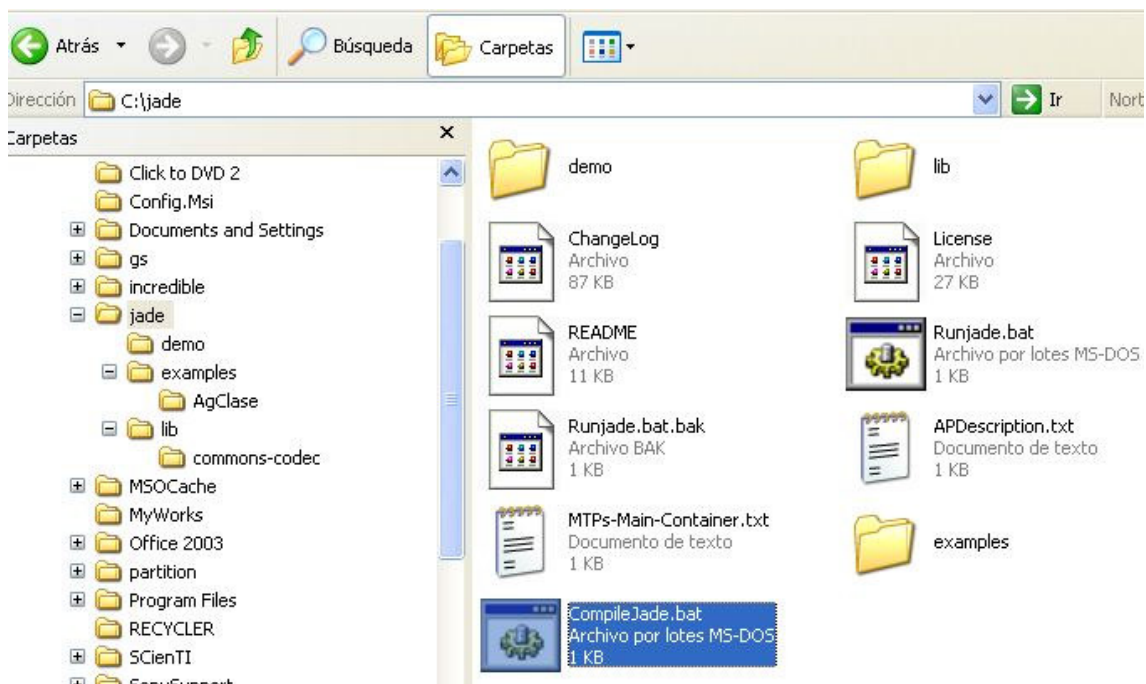 Atrás Búsqueda Carpetas
Dirección C:\jade Ir Nort
Carpetas
Click to DVD 2
Config.Msi
Documents and Settings
gs
incredible
jade
demo
examples
AgClase
lib
commons-codec
MSOCache
MyWorks
Office 2003
partition
Program Files
RECYCLER
SCienTI
demo
lib
ChangeLog
Archivo
87 KB
License
Archivo
27 KB
README
Archivo
11 KB
Runjade.bat
Archivo por lotes MS-DOS
1 KB
Runjade.bat.bak
Archivo BAK
1 KB
APDescription.txt
Documento de texto
1 KB
MTPs-Main-Container.txt
Documento de texto
1 KB
examples
CompileJade.bat
Archivo por lotes MS-DOS
1 KB